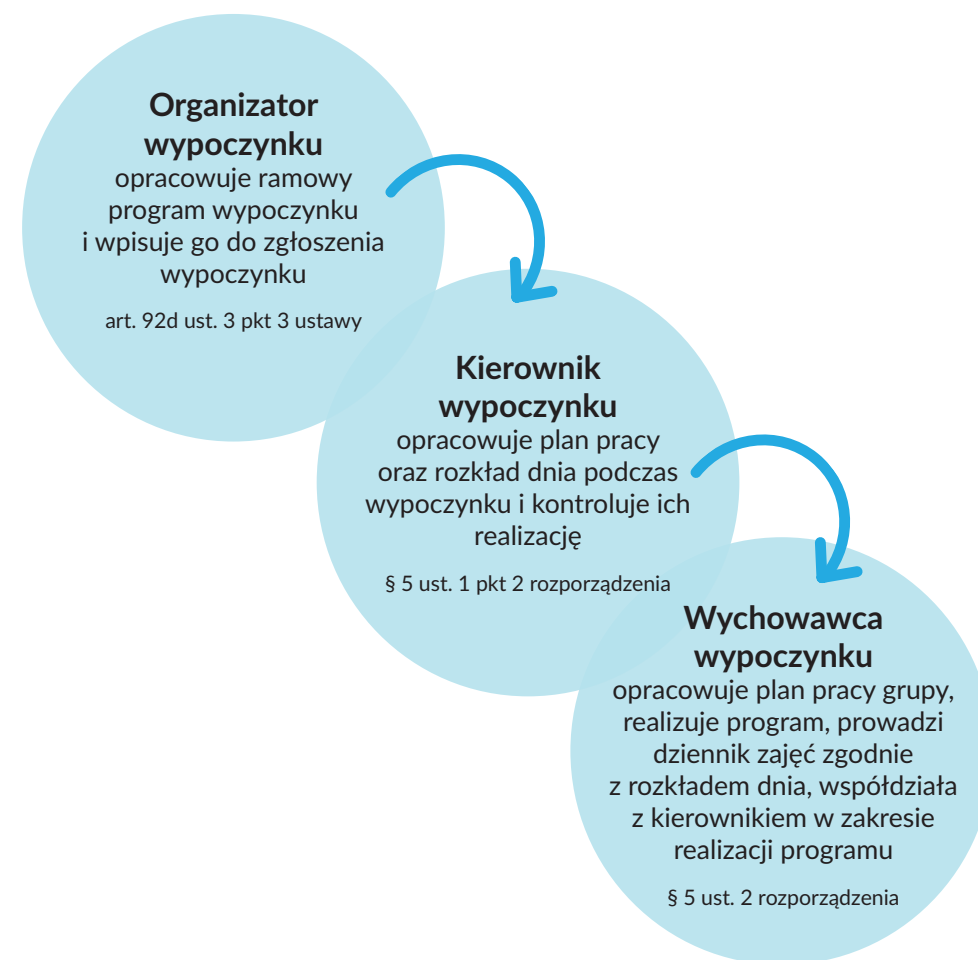 Organizator
wypoczynku
opracowuje ramowy
program wypoczynku
i wpisuje go do zgłoszenia
wypoczynku
art. 92d ust. 3 pkt 3 ustawy
Kierownik
wypoczynku
opracowuje plan pracy
oraz rozkład dnia podczas
wypoczynku i kontroluje ich
realizację
§ 5 ust. 1 pkt 2 rozporządzenia
Wychowawca
wypoczynku
opracowuje plan pracy grupy,
realizuje program, prowadzi
dziennik zajęć zgodnie
z rozkładem dnia, współdziała
z kierownikiem w zakresie
realizacji programu
§ 5 ust. 2 rozporządzenia